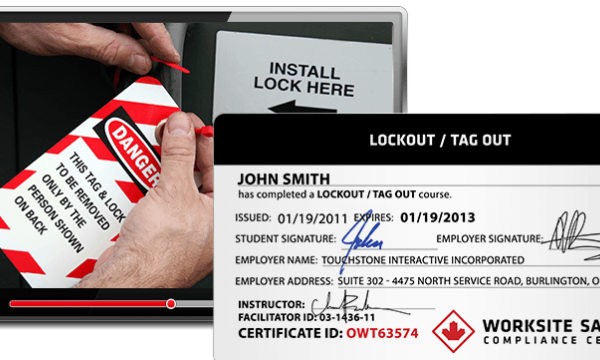 INSTALL
LOCK HERE
DANGER
THIS TAG & LOCK
TO BE REMOVED
ONLY BY THE
PERSON SHOWN
ON BACK
LOCKOUT / TAG OUT
JOHN SMITH
has completed a LOCKOUT / TAG OUT course.
ISSUED: 01/19/2011 EXPIRES: 01/19/2013
STUDENT SIGNATURE: John EMPLOYER SIGNATURE:
EMPLOYER NAME: TOUCHSTONE INTERACTIVE INCORPORATED
EMPLOYER ADDRESS: SUITE 302 - 4475 NORTH SERVICE ROAD, BURLINGTON, O
INSTRUCTOR:
FACILITATOR ID: 03-1436-11
CERTIFICATE ID: OWT63574
WORKSITE SA
COMPLIANCE CE